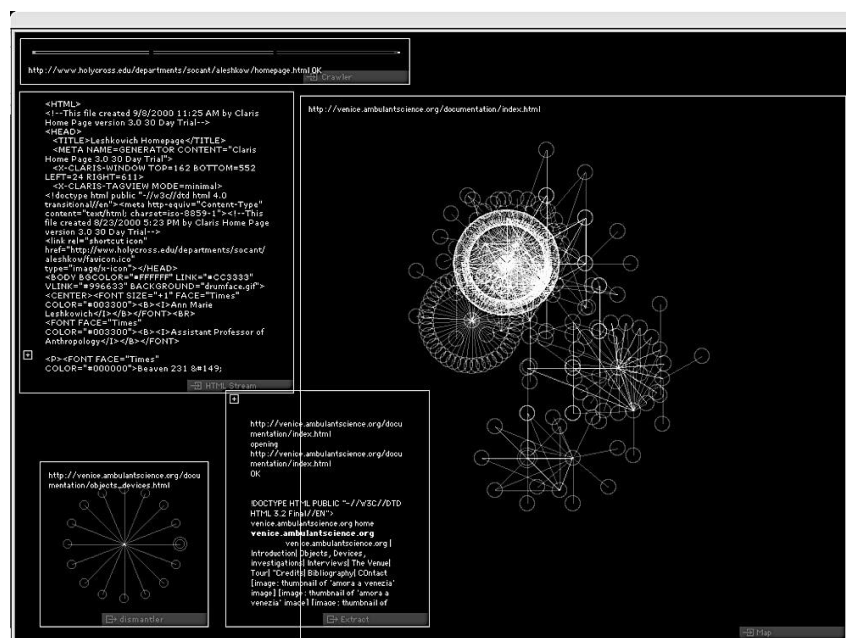 http://www.holycross.edu/departments/socant/aleshkow/homepage.html OK
Crawler
<HTML>
<!--This file created 9/8/2000 11:25 AM by Claris
Home Page version 3.0 30 Day Trial-->
<HEAD>
<TITLE>Leshkowich Homepage</TITLE>
<META NAME=GENERATOR CONTENT="Claris
Home Page 3.0 30 Day Trial">
<X-CLARIS-WINDOW TOP=162 BOTTOM=552
LEFT=24 RIGHT=611>
<X-CLARIS-TAGVIEW MODE=minimal>
<!doctype html public "-//w3c//dtd html 4.0
transitional//en"><meta http-equiv="Content-Type"
content="text/html; charset=iso-8859-1"><!--This
file created 8/23/2000 5:23 PM by Claris Home Page
version 3.0 30 Day Trial-->
<link rel="shortcut icon"
href="http://www.holycross.edu/departments/socant/
aleshkow/favicon.ico"
type="image/x-icon"></HEAD>
<BODY BGCOLOR="#FFFFFF" LINK="#CC3333"
VLINK="#996633" BACKGROUND="drumface.gif">
<CENTER><FONT SIZE="+1" FACE="Times"
COLOR="#003300"><B><I>Ann Marie
Leshkowich</I></B></FONT><BR>
<FONT FACE="Times"
COLOR="#003300"><B><I>Assistant Professor of
Anthropology</I></B></FONT>
<P><FONT FACE="Times"
COLOR="#000000">Beaven 231 &#149;
HTML Stream
http://venice.ambulantscience.org/documentation/index.html
Map
http://venice.ambulantscience.org/docu
mentation/objects_devices.html
dismantler
http://venice.ambulantscience.org/docu
mentation/index.html
opening
http://venice.ambulantscience.org/docu
mentation/index.html
OK
!DOCTYPE HTML PUBLIC "-//W3C//DTD
HTML 3.2 Final//EN">
venice.ambulantscience.org home
venice.ambulantscience.org
venice.ambulantscience.org |
Introduction| Objects, Devices,
Investigations| Interviews| The Venue|
Tour| "Credits| Bibliography| COntact
[image: thumbnail of 'amora a venezia'
image] [image: thumbnail of 'amora a
venezia' image] [image: thumbnail of
Extract